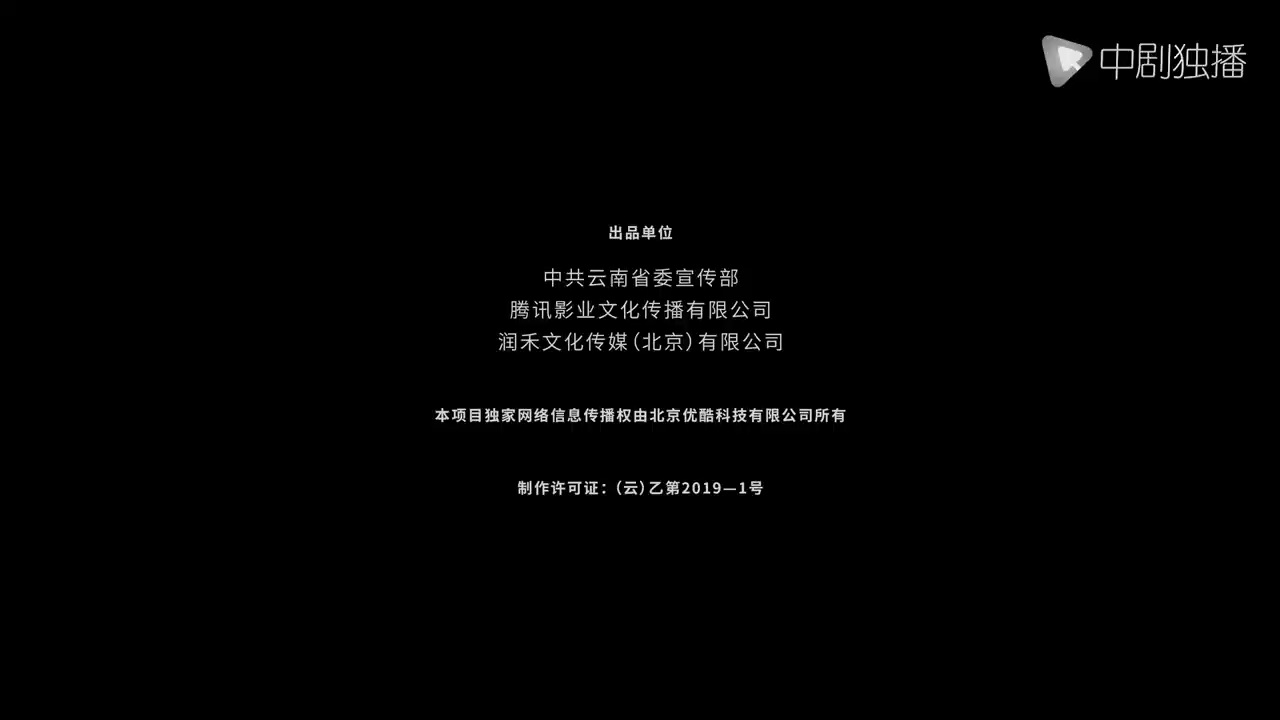 中剧独播
出品单位
中共云南省委宣传部
腾讯影业文化传播有限公司
润禾文化传媒（北京）有限公司
本项目独家网络信息传播权由北京优酷科技有限公司所有
制作许可证：（云）乙第2019—1号